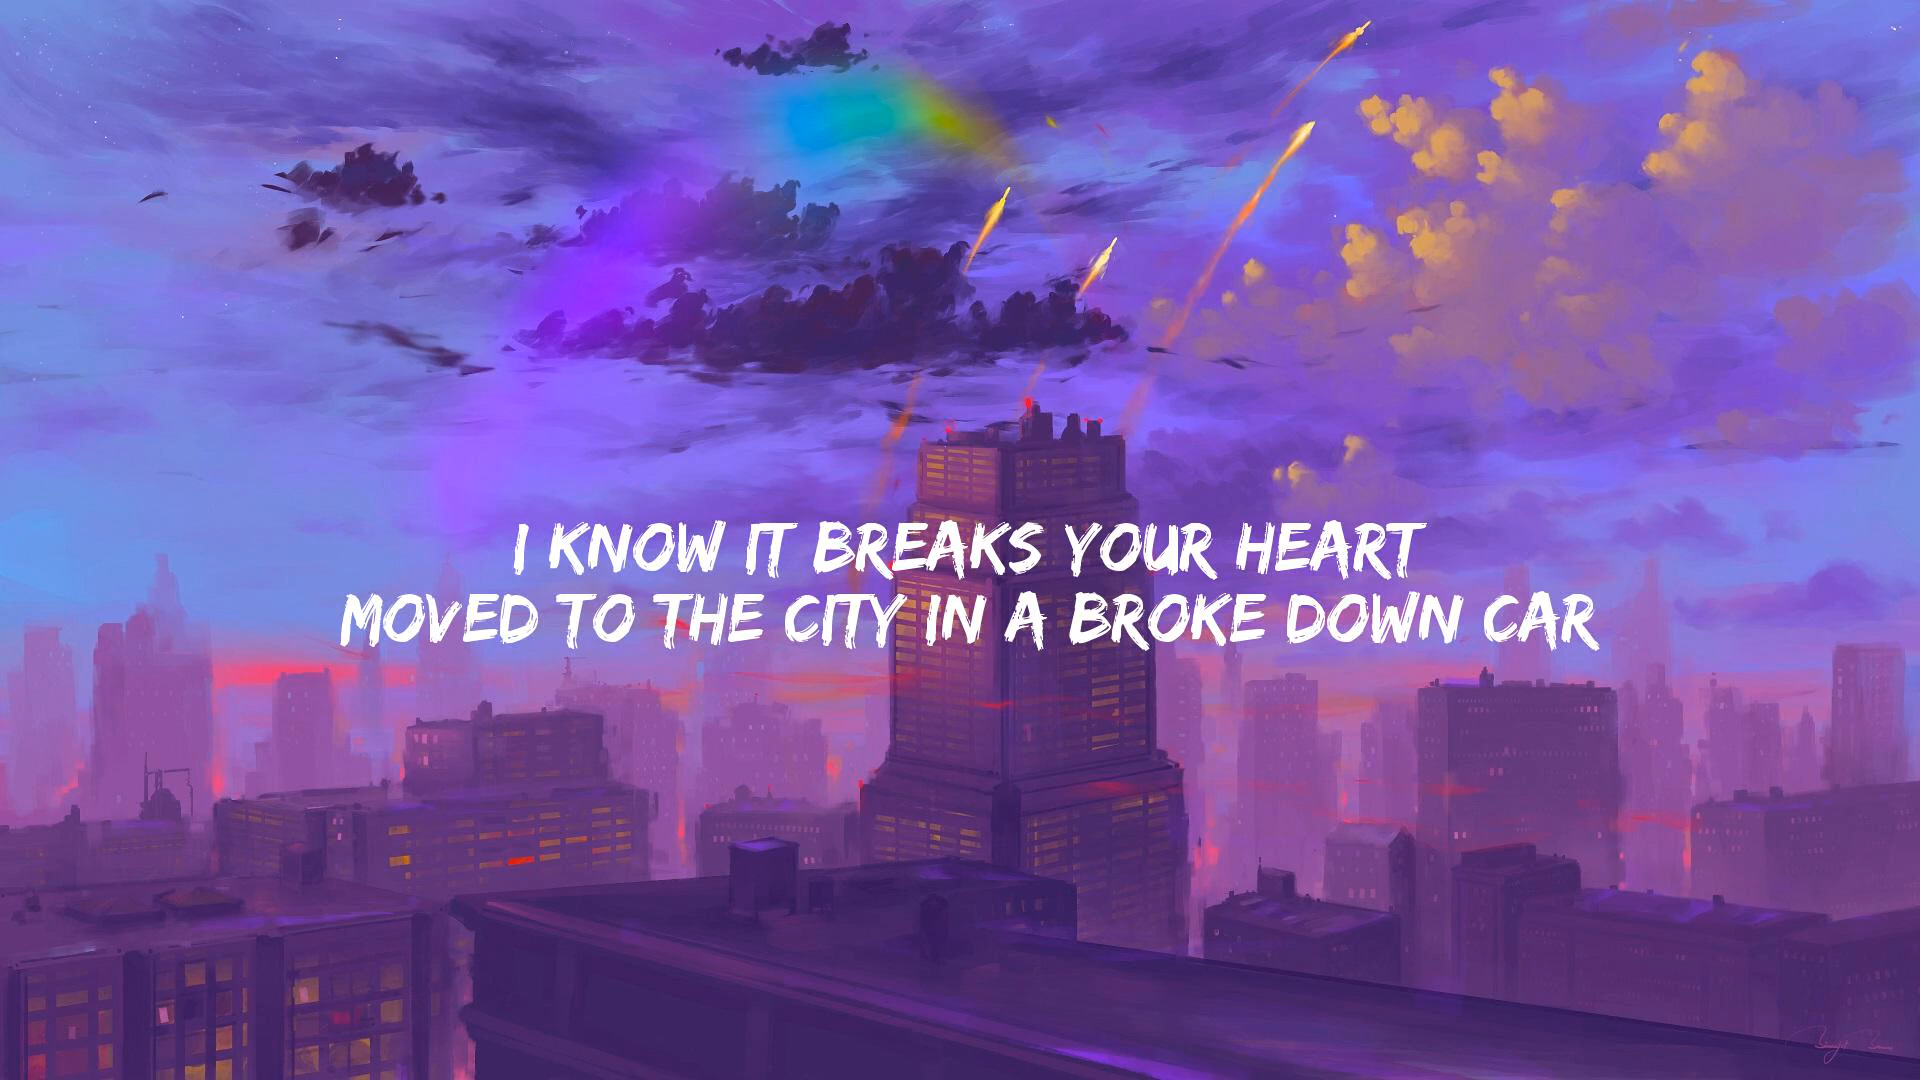 I KNOW IT BREAKS YOUR HEART
MOVED TO THE CITY IN A BROKE DOWN CAR